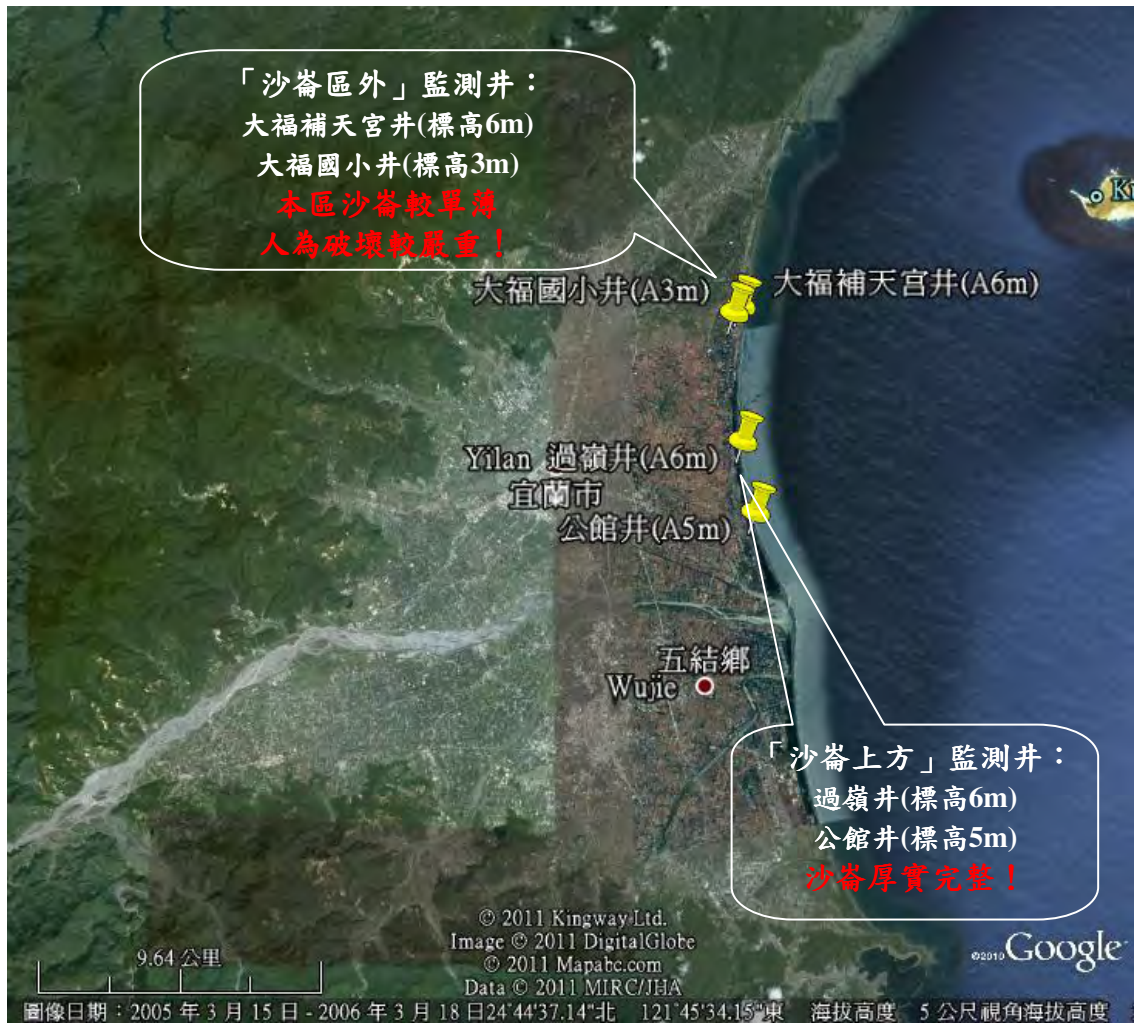 「沙崙區外」監測井：
大福補天宮井(標高6m)
大福國小井(標高3m)
本區沙崙較單薄
人為破壞較嚴重！
大福國小井(A3m)
大福補天宮井(A6m)
Yilan 過嶺井(A6m)
宜蘭市
公館井(A5m)
五結鄉
Wujie
「沙崙上方」監測井：
過嶺井(標高6m)
公館井(標高5m)
沙崙厚實完整！
© 2011 Kingway Ltd.
Image © 2011 DigitalGlobe
© 2011 Mapabc.com
Data © 2011 MIRC/JHA
9.64 公里
©2010 Google
圖像日期：2005 年 3 月 15 日 - 2006 年 3 月 18 日 24°44'37.14"北 121°45'34.15"東 海拔高度 5 公尺 視角海拔高度